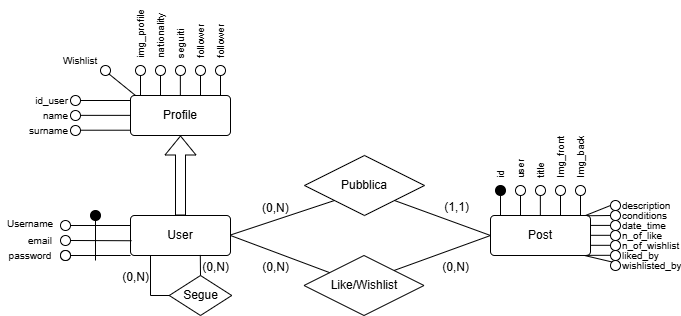 img_profile
nationality
seguiti
follower
follower
Wishlist
id_user
name
surname
Profile
Pubblica
(0,N)
(1,1)
id
user
title
Img_front
Img_back
description
conditions
date_time
n_of_like
n_of_wishlist
liked_by
wishlisted_by
Username
email
password
User
Post
(0,N)
(0,N)
(0,N)
(0,N)
Segue
Like/Wishlist